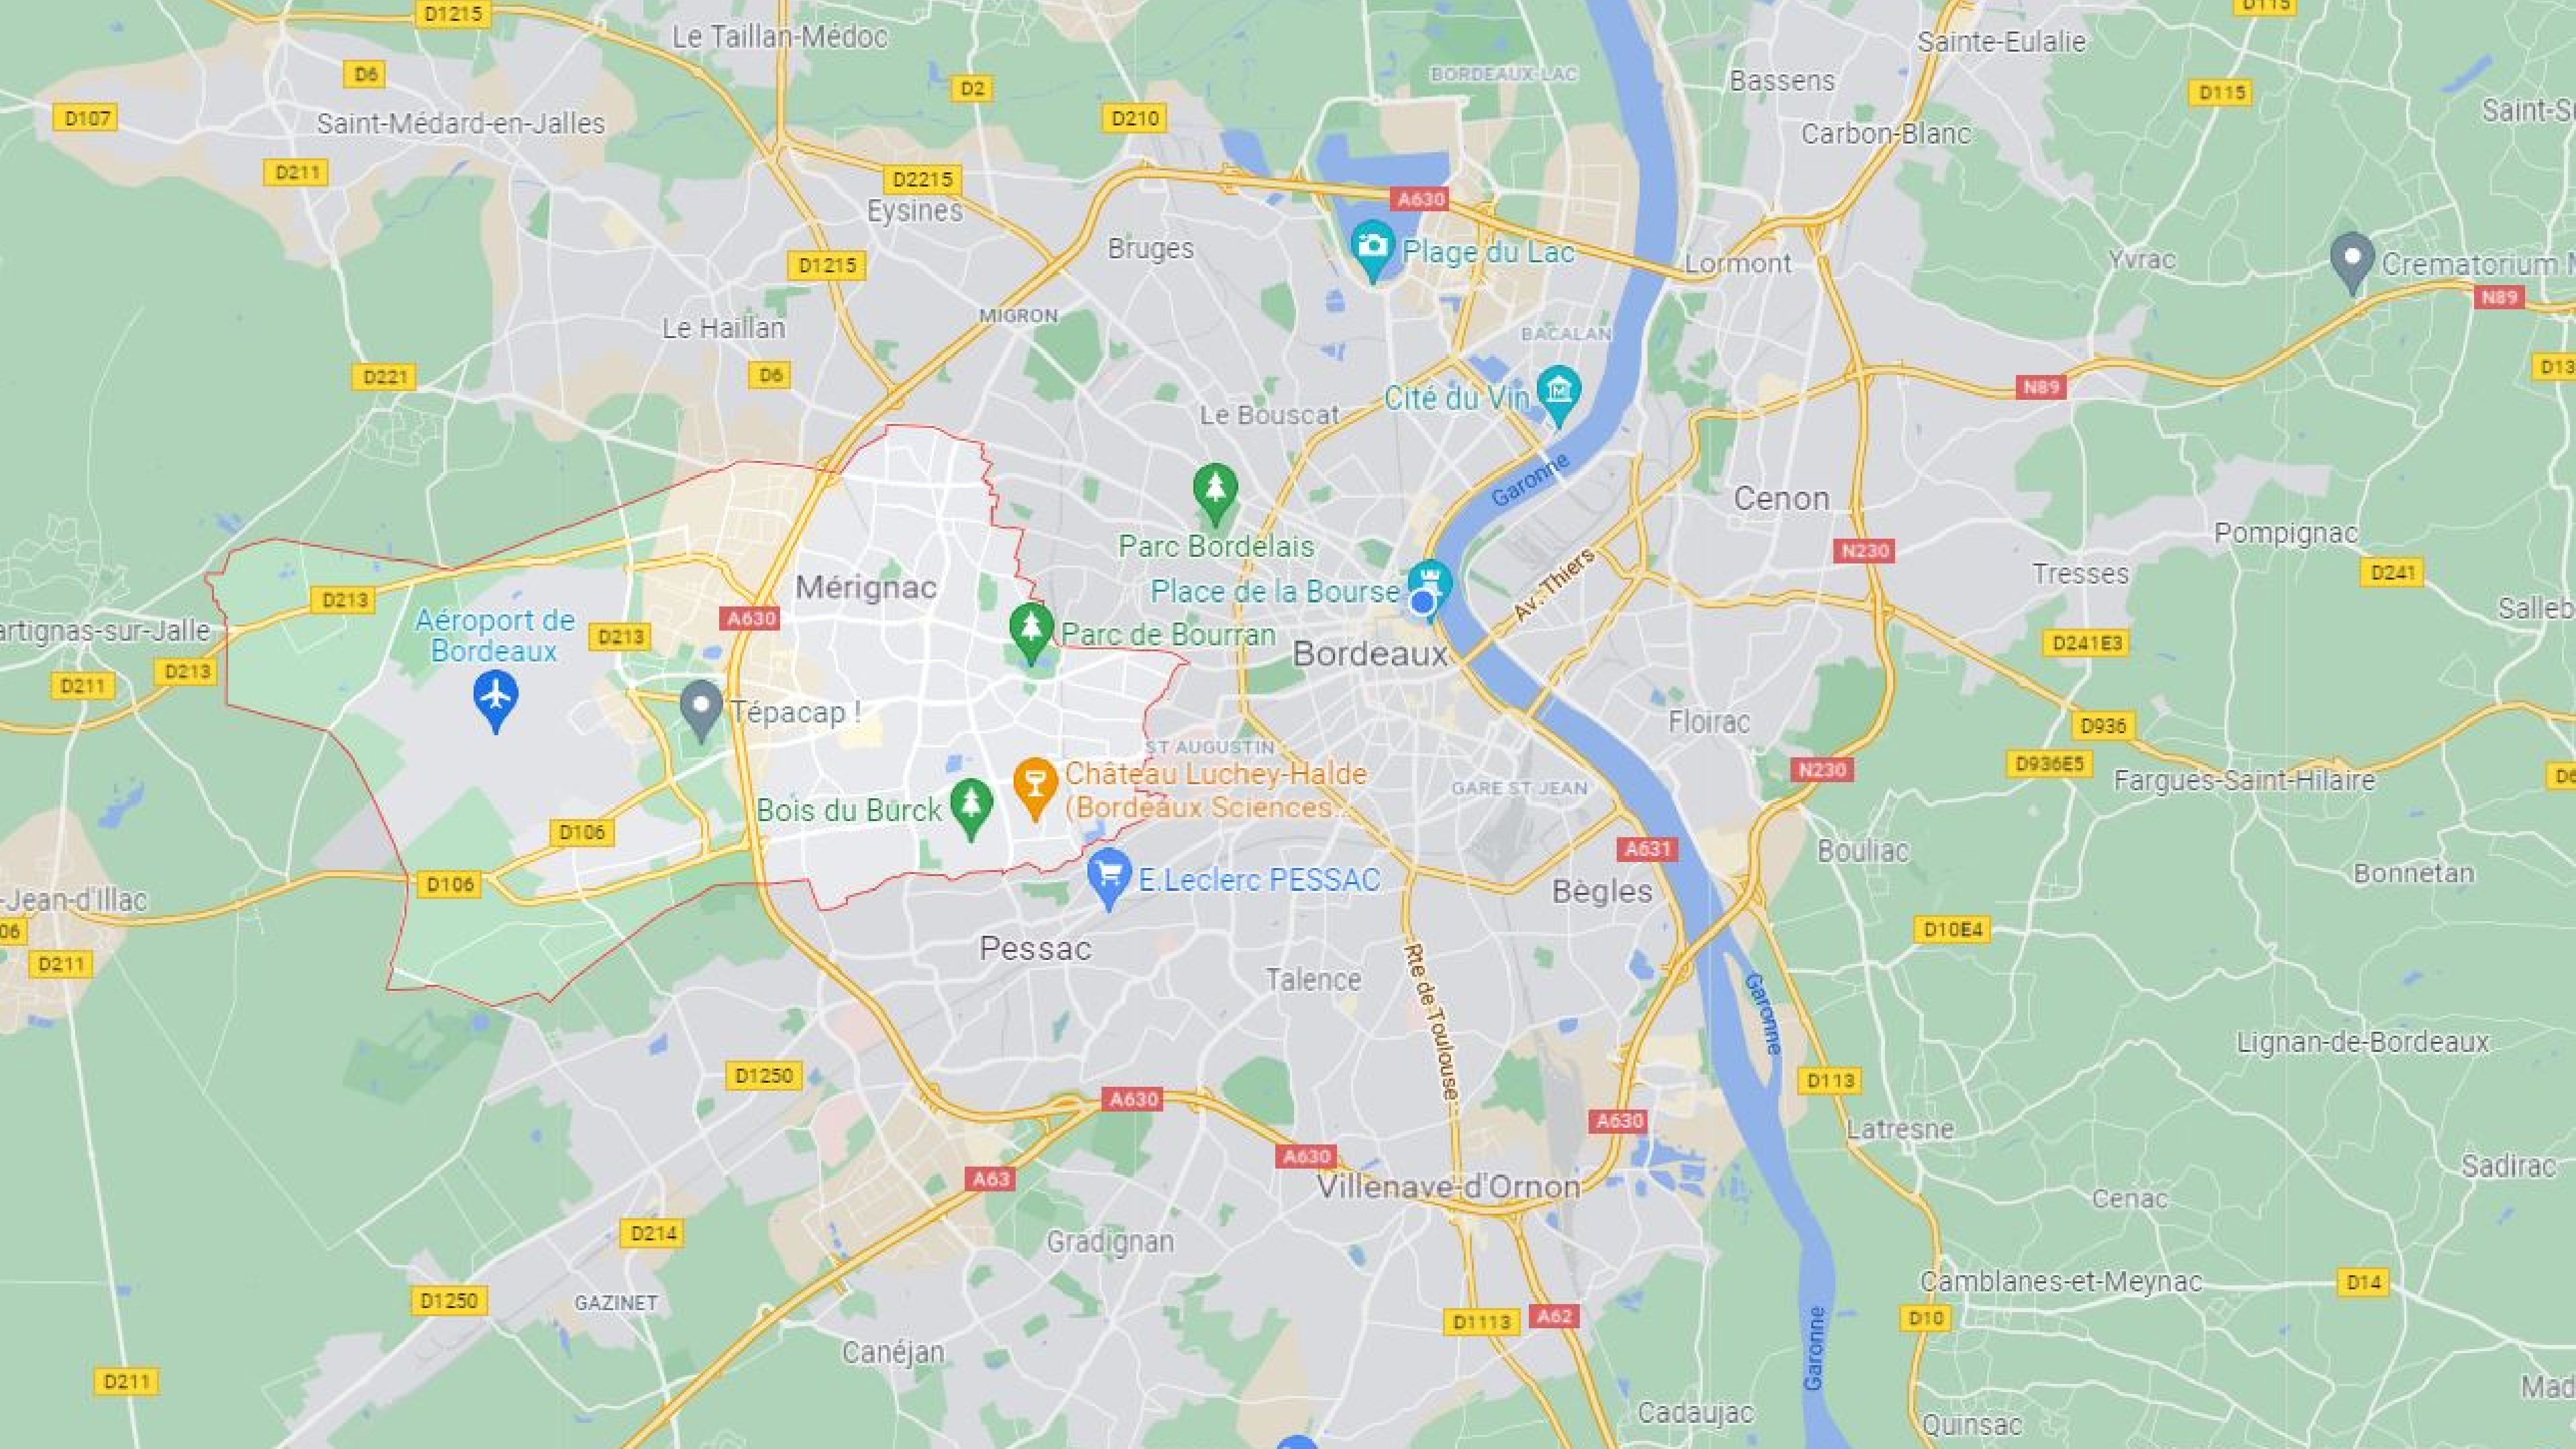 D1215
D115
Le Taillan-Médoc
Sainte-Eulalie
D6
BORDEAUX-LAC
Bassens
D2
D115
D107
Saint-Médard-en-Jalles
D210
Carbon-Blanc
D211
D2215
A630
Eysines
Bruges
Plage du Lac
Lormont
Yvrac
Crematorium
D1215
N89
MIGRON
Le Haillan
BACALAN
D6
D221
N89
D13
Cité du Vin
Le Bouscat
Garonne
Cenon
Pompignac
Parc Bordelais
N230
Tresses
D241
Av. Thiers
Mérignac
Place de la Bourse
D213
Aéroport de
Bordeaux
A630
D213
Parc de Bourran
Salleb
artignas-sur-Jalle
D241E3
Bordeaux
D213
D211
Tépacap !
Floirac
D936
ST AUGUSTIN
Château Luchey-Halde
(Bordeaux Sciences...
N230
D936E5
Fargues-Saint-Hilaire
D6
GARE ST JEAN
Bois du Burck
D106
A631
Bouliac
D106
E.Leclerc PESSAC
Bègles
Bonnetan
-Jean-d'Illac
06
D10E4
Pessac
D211
Talence
Rte de Toulouse
Garonne
Lignan-de-Bordeaux
D1250
D113
A630
A630
Latresne
A630
A63
Sadirac
Villenave-d'Ornon
Cenac
D214
Gradignan
Camblanes-et-Meynac
D14
D1250
GAZINET
D1113
A62
D10
Garonne
Canéjan
D211
Mad
Cadaujac
Quinsac